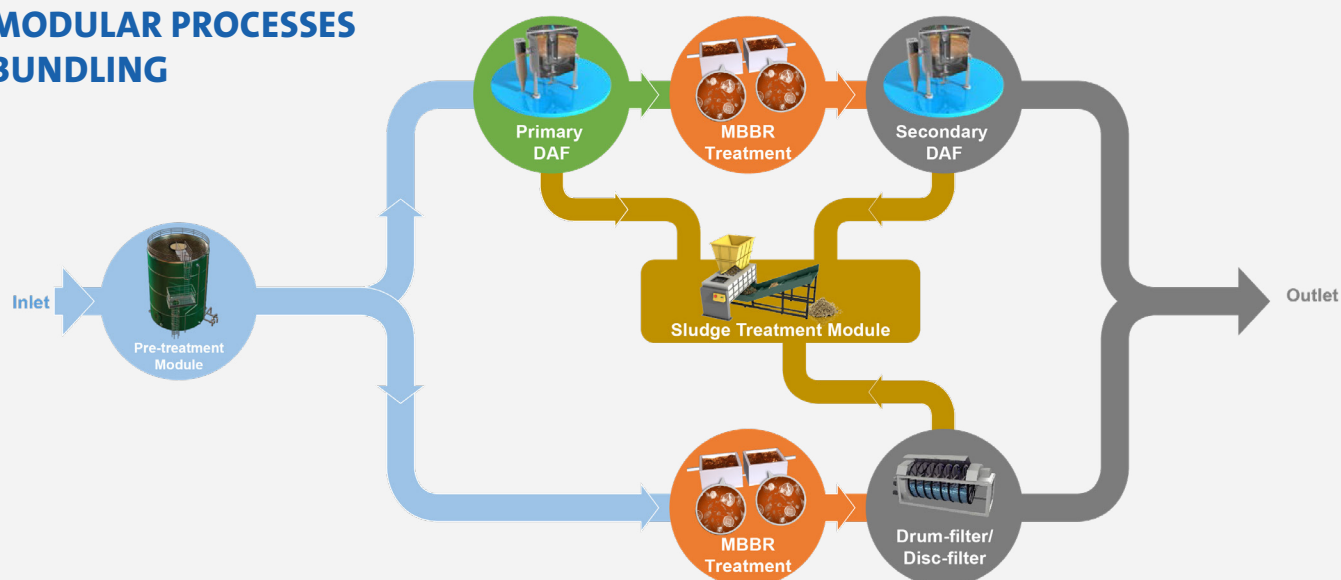 MODULAR PROCESSES
BUNDLING
Primary
DAF
MBBR
Treatment
Secondary
DAF
Inlet
Pre-treatment
Module
Sludge Treatment Module
Outlet
MBBR
Treatment
Drum-filter/
Disc-filter